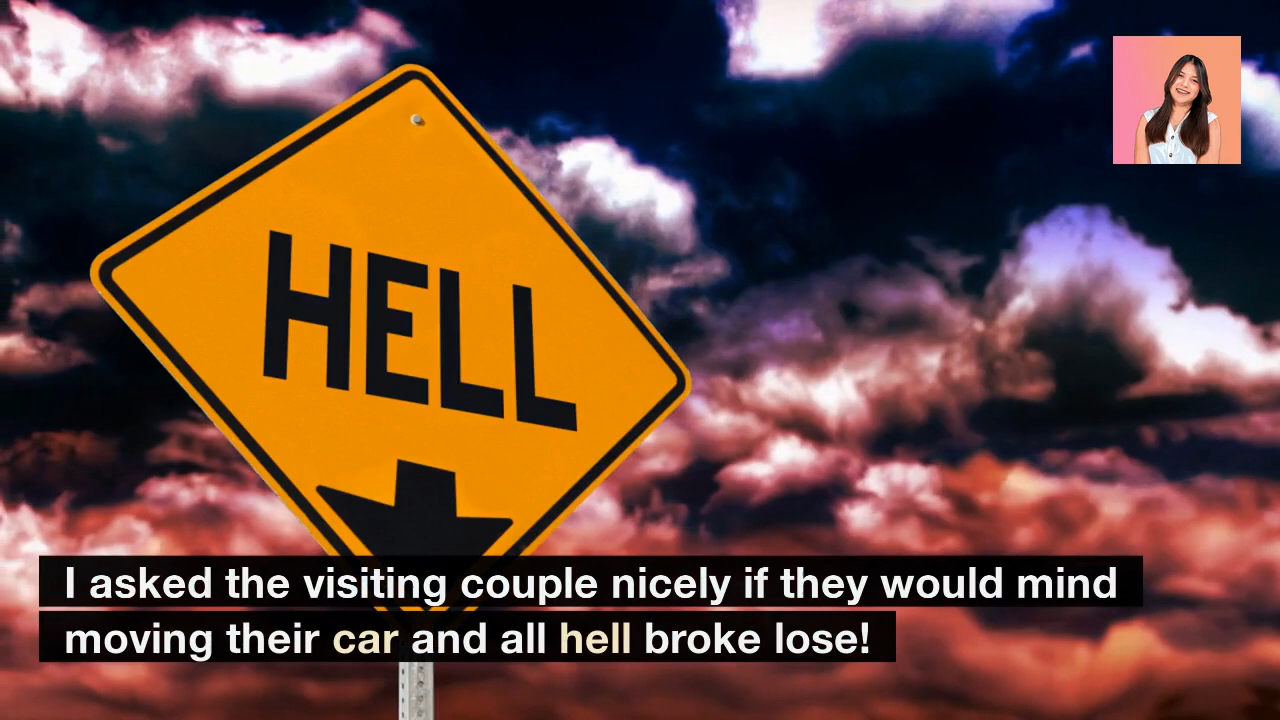 HELL
I asked the visiting couple nicely if they would mind
moving their car and all hell broke lose!